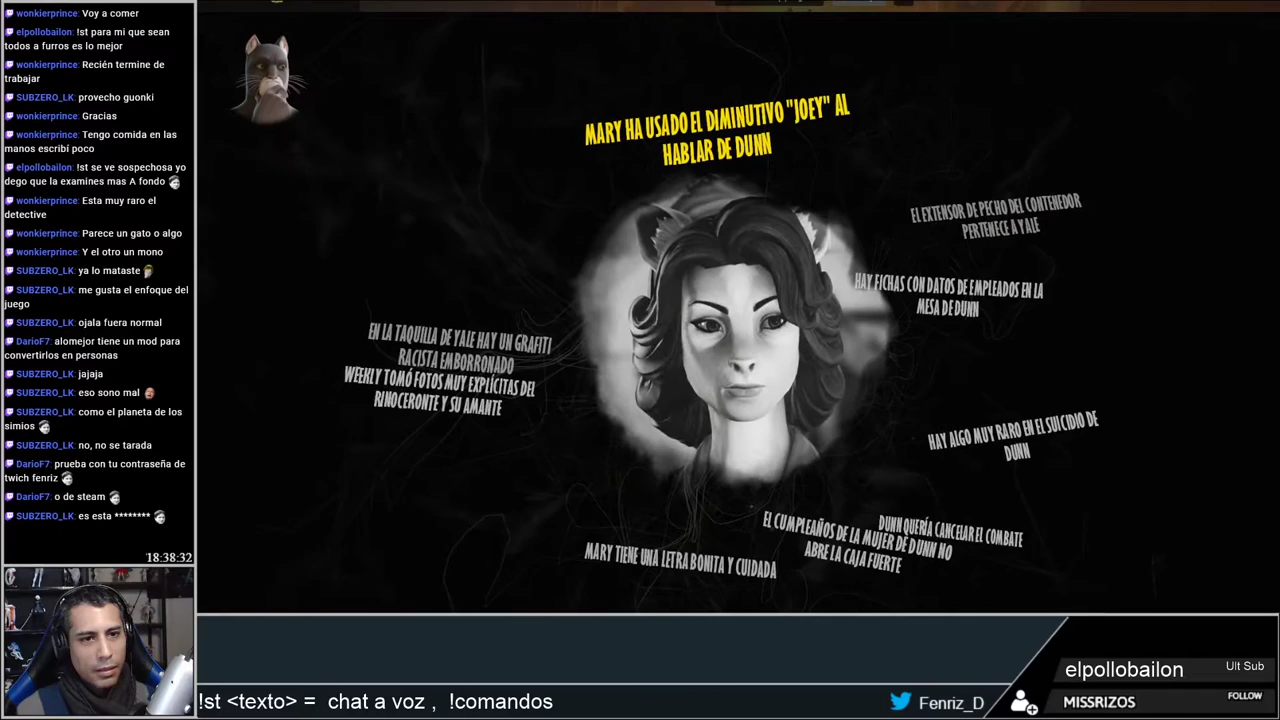 wonkierprince: Voy a comer
elpollobailon: !st para mi que sean
todos a furros es lo mejor
wonkierprince: Recién termine de
trabajar
SUBZERO_LK: provecho guonki
wonkierprince: Gracias
wonkierprince: Tengo comida en las
manos escribí poco
elpollobailon: !st se ve sospechosa yo
dego que la examines mas A fondo
wonkierprince: Esta muy raro el
detective
wonkierprince: Parece un gato o algo
wonkierprince: Y el otro un mono
SUBZERO_LK: ya lo mataste
SUBZERO_LK: me gusta el enfoque del
juego
SUBZERO_LK: ojala fuera normal
DarioF7: alomejor tiene un mod para
convertirlos en personas
SUBZERO_LK: jajaja
SUBZERO_LK: eso sono mal
SUBZERO_LK: como el planeta de los
simios
SUBZERO_LK: no, no se tarada
DarioF7: prueba con tu contraseña de
twich fenriz
DarioF7: o de steam
SUBZERO_LK: es esta ********
18:38:32
MARY HA USADO EL DIMINUTIVO "JOEY" AL
HABLAR DE DUNN
EL EXTENSOR DE PECHO DEL CONTENEDOR
PERTENECE A YALE
HAY FICHAS CON DATOS DE EMPLEADOS EN LA
MESA DE DUNN
EN LA TAQUILLA DE YALE HAY UN GRAFITI
RACISTA EMBORRONADO
WEEKLY TOMÓ FOTOS MUY EXPLÍCITAS DEL
RINOCERONTE Y SU AMANTE
HAY ALGO MUY RARO EN EL SUICIDIO DE
DUNN
DUNN QUERÍA CANCELAR EL COMBATE
EL CUMPLEAÑOS DE LA MUJER DE DUNN NO
ABRE LA CAJA FUERTE
MARY TIENE UNA LETRA BONITA Y CUIDADA
elpollobailon Ult Sub
!st <texto> = chat a voz , !comandos
Fenriz_D
MISSRIZOS FOLLOW